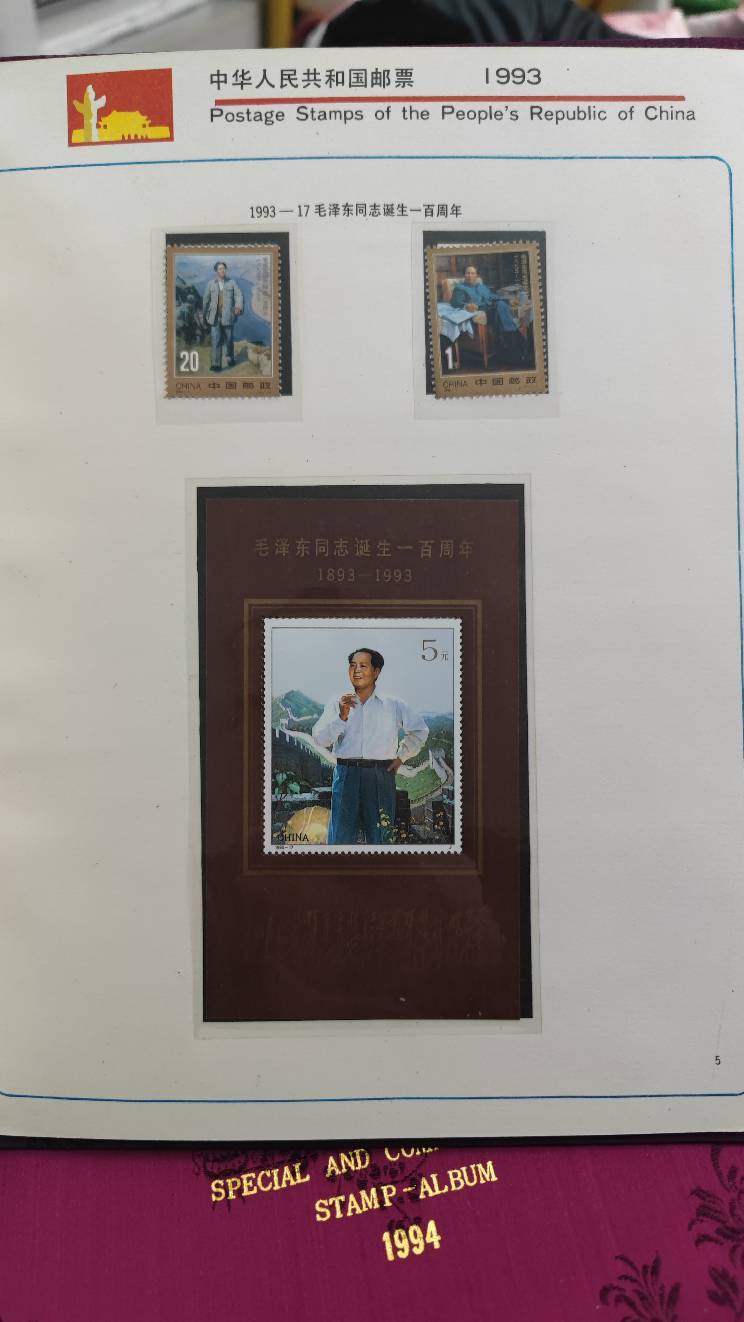 中华人民共和国邮票 1993
Postage Stamps of the People's Republic of China
1993—17 毛泽东同志诞生一百周年
20
CHINA 中国邮政
1
CHINA 中国邮政
毛泽东同志诞生一百周年
1893—1993
5元
CHINA
1993-17
5
SPECIAL AND
STAMP-ALBUM
1994